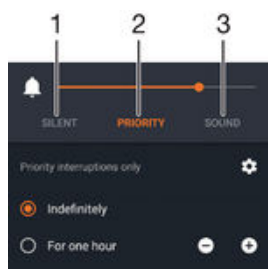 1 2 3
SILENT PRIORITY SOUND
Priority interruptions only
Indefinitely
For one hour